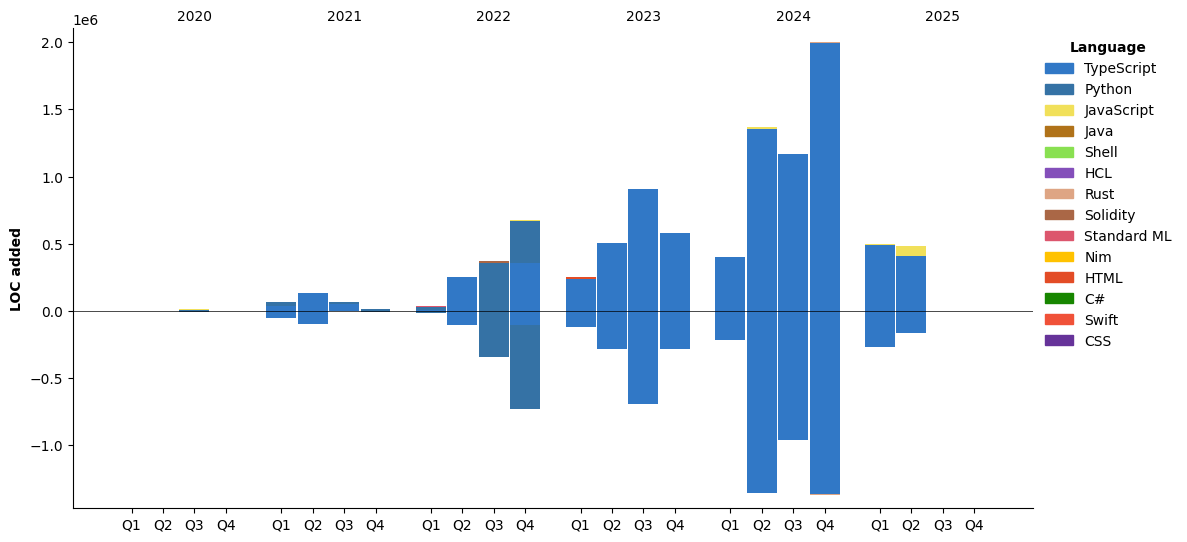 1e6
2020 2021 2022 2023 2024 2025
2.0
1.5
1.0
0.5
0.0
−0.5
−1.0
LOC added
Q1 Q2 Q3 Q4 Q1 Q2 Q3 Q4 Q1 Q2 Q3 Q4 Q1 Q2 Q3 Q4 Q1 Q2 Q3 Q4 Q1 Q2 Q3 Q4
Language
TypeScript
Python
JavaScript
Java
Shell
HCL
Rust
Solidity
Standard ML
Nim
HTML
C#
Swift
CSS